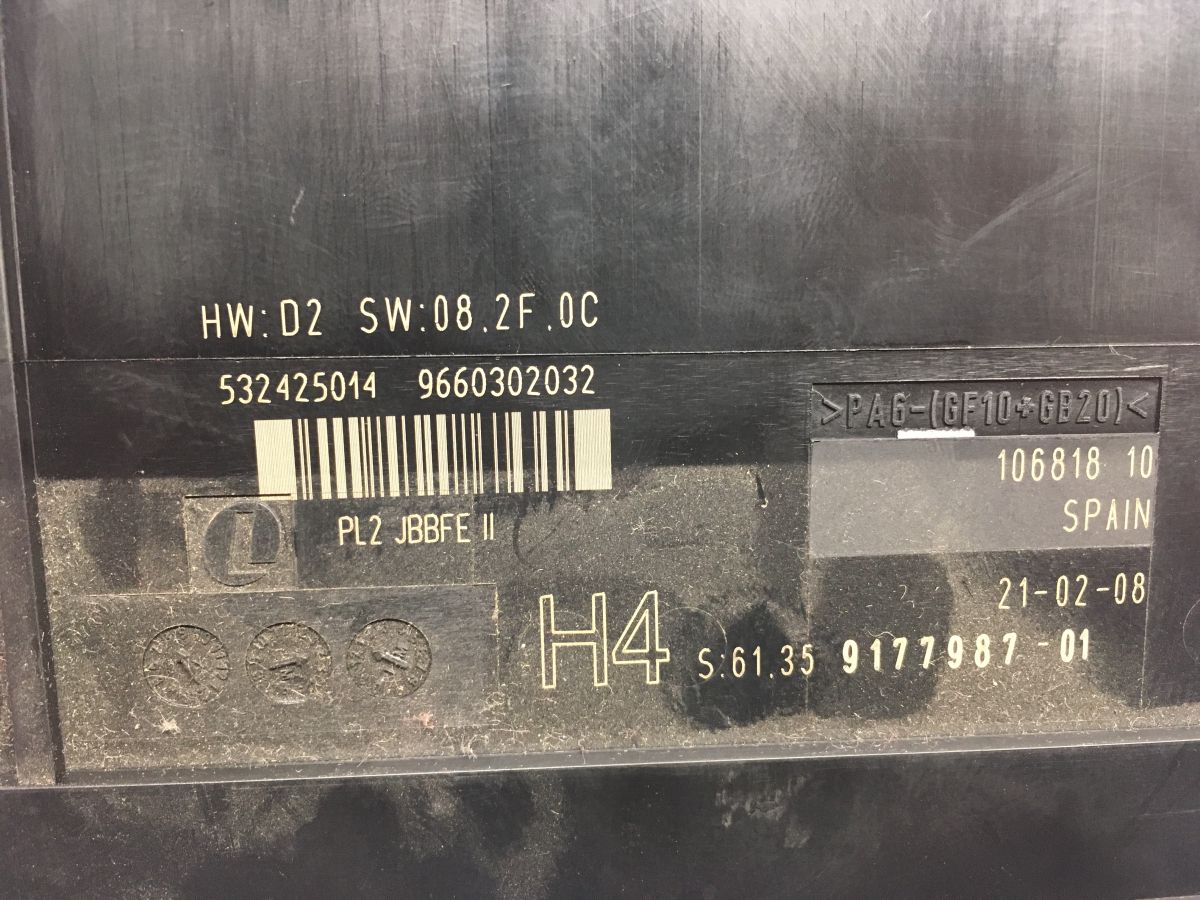 HW:D2 SW:08.2F.0C
532425014 9660302032
>PA6-(GF10+GB20)<
106818 10
PL2 JBBFE II
SPAIN
L
21-02-08
H4
S:61.35 9177987-01